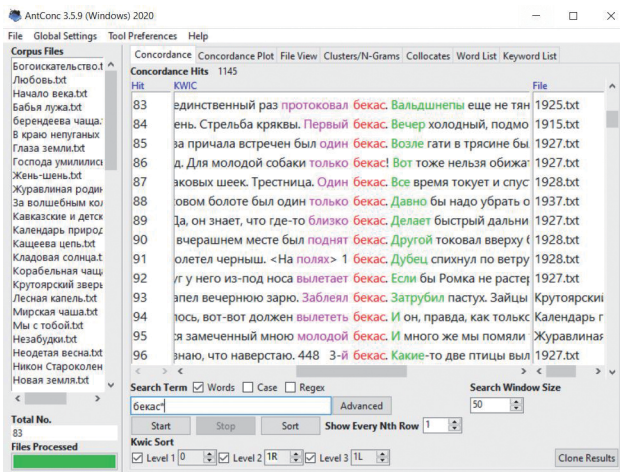 AntConc 3.5.9 (Windows) 2020
File Global Settings Tool Preferences Help
Corpus Files
Богоискательство.t
Любовь.txt
Начало века.txt
Бабья лужа.txt
берендеева чаща.
В краю непуганых
Глаза земли.txt
Господа умилилис
Жень-шень.txt
Журавлиная родин
За волшебным кол
Кавказские и детск
Календарь природ
Кащеева цепь.txt
Кладовая солнца.t
Корабельная чащ
Крутоярский зверь
Лесная капель.txt
Мирская чаша.txt
Мы с тобой.txt
Незабудки.txt
Неодетая весна.txt
Никон Староколен
Новая земля.txt
Total No.
83
Files Processed
Concordance Concordance Plot File View Clusters/N-Grams Collocates Word List Keyword List
Concordance Hits 1145
Hit KWIC File
83 единственный раз протоковал бекас. Вальдшнепы еще не тян 1925.txt
84 ень. Стрельба кряквы. Первый бекас. Вечер холодный, подмо 1915.txt
85 за причала встречен был один бекас. Возле гати в трясине бы 1927.txt
86 д. Для молодой собаки только бекас! Вот тоже нельзя обижат 1927.txt
87 аковых шеек. Трестница. Один бекас. Все время токует и спус 1928.txt
88 овом болоте был один только бекас. Давно бы надо убрать о 1937.txt
89 Да, он знает, что где-то близко бекас. Делает быстрый дальни 1927.txt
90 вчерашнем месте был поднят бекас. Другой токовал вверху ( 1928.txt
91 олетел черныш. <На полях> 1 бекас. Дубец спихнул по ветру 1927.txt
92 уг у него из-под носа вылетает бекас. Если бы Ромка не растер 1927.txt
93 апел вечернюю зарю. Заблеял бекас. Затрубил пастух. Зайцы Крутоярский
94 лось, вот-вот должен вылететь бекас. И он, правда, как только Календарь г
95 ся замеченный мною молодой бекас. И много же мы помяли Журавлиная
96 знаю, что наверстаю. 448 3-й бекас. Какие-то две птицы выл 1927.txt
Search Term Words Case Regex Search Window Size
бекас* Advanced 50
Start Stop Sort Show Every Nth Row 1
Kwic Sort
Level 1 0 Level 2 1R Level 3 1L Clone Results